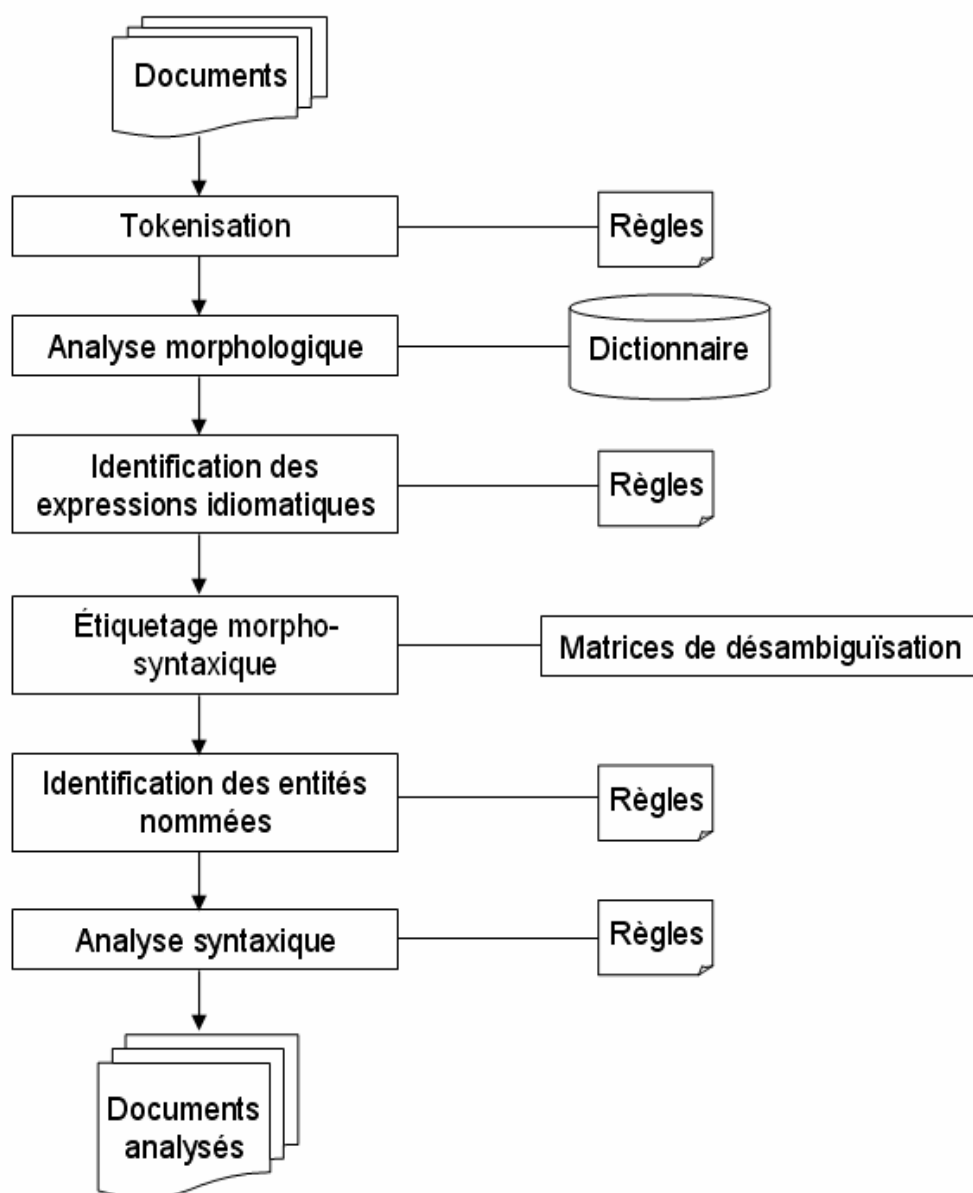 Documents
Tokenisation
Règles
Analyse morphologique
Dictionnaire
Identification des
expressions idiomatiques
Règles
Étiquetage morpho-
syntaxique
Matrices de désambiguïsation
Identification des entités
nommées
Règles
Analyse syntaxique
Règles
Documents
analysés